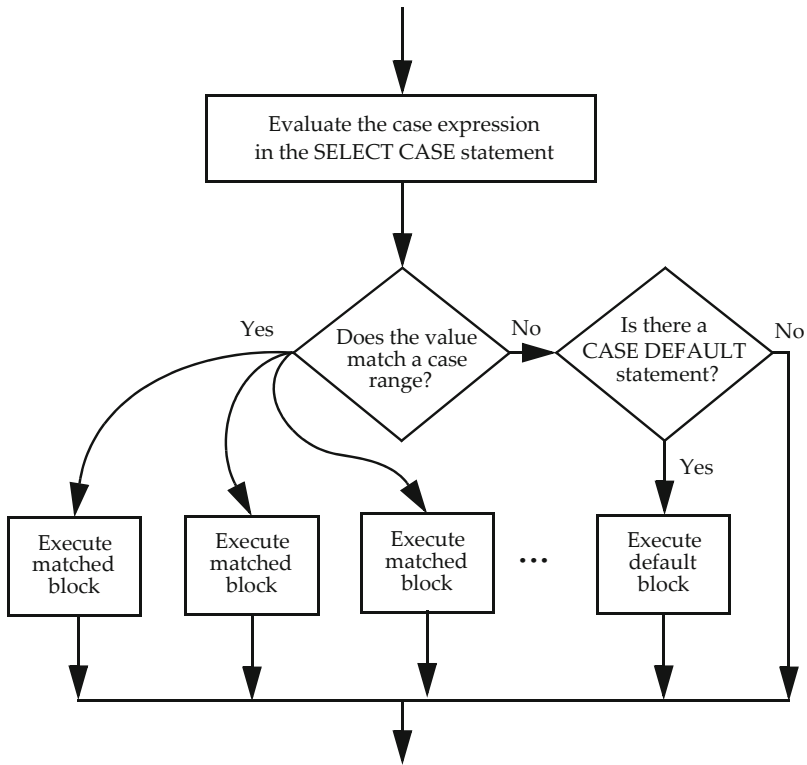 Evaluate the case expression
in the SELECT CASE statement
Yes
Does the value
match a case
range?
No
Is there a
CASE DEFAULT
statement?
No
Yes
Execute
matched
block
Execute
matched
block
Execute
matched
block
...
Execute
default
block